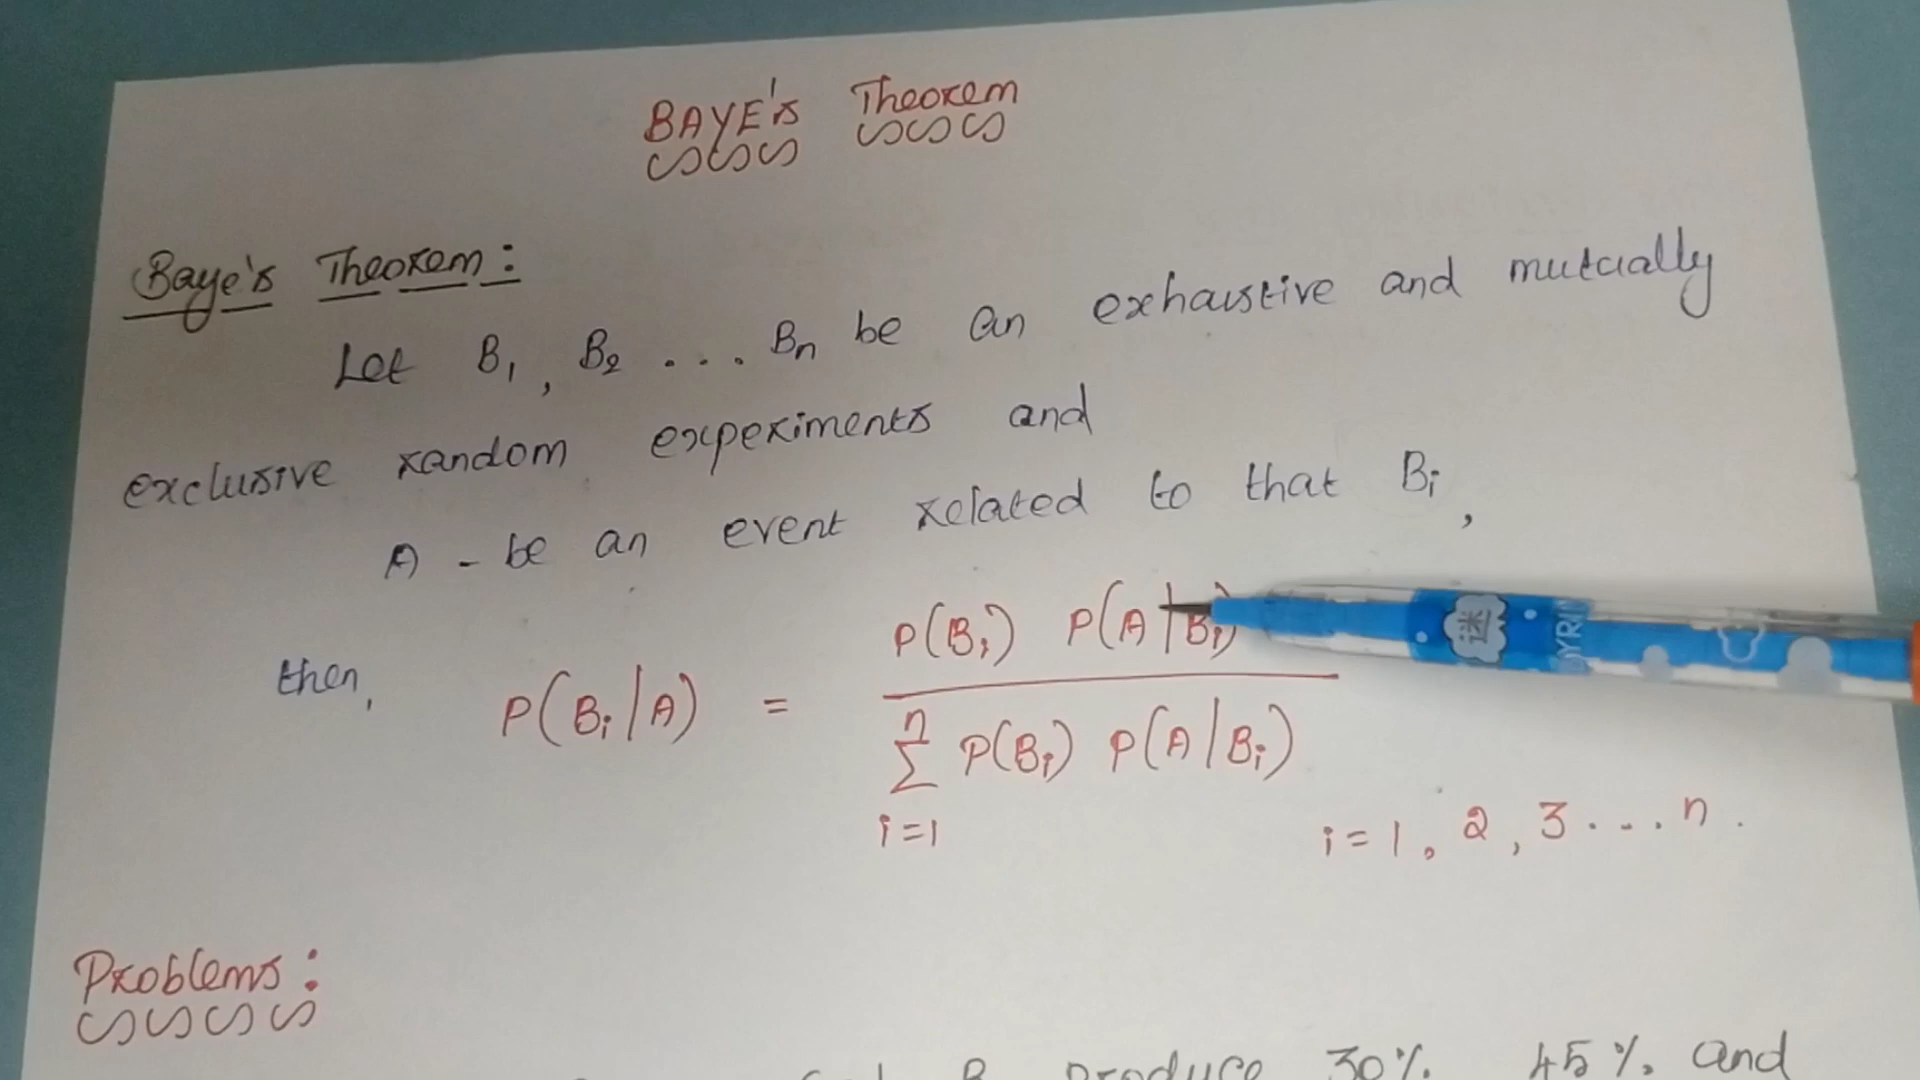 BAYE's Theorem
Baye's Theorem:
Let B₁, B₂ ... Bn be an exhaustive and mutually
exclusive random experiments and
A - be an event related to that Bi,
then, P(Bi/A) = P(Bi) P(A/Bi) / n∑i=1 P(Bi) P(A/Bi)
i = 1, 2, 3 ... n.
Problems:
B produce 30%. 45%. and
迷